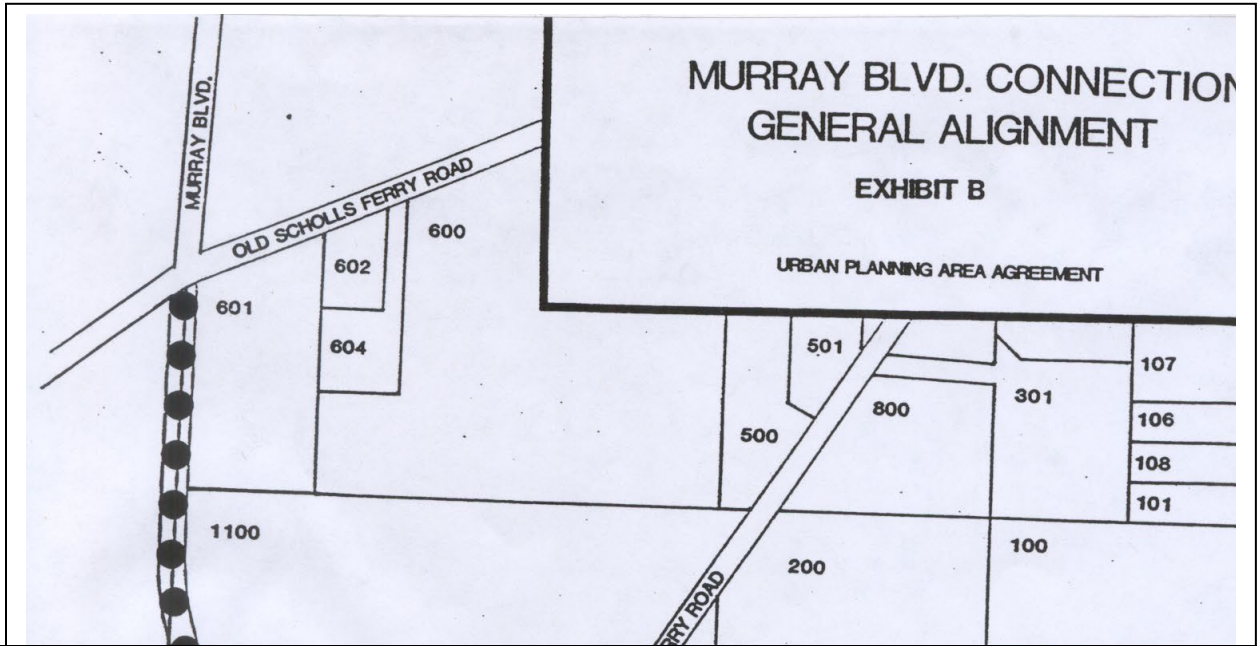 MURRAY BLVD. CONNECTION
GENERAL ALIGNMENT
EXHIBIT B
URBAN PLANNING AREA AGREEMENT
MURRAY BLVD.
OLD SCHOLLS FERRY ROAD
600
602
601
604
501
107
301
800
106
500
108
101
1100
100
200
RRY ROAD